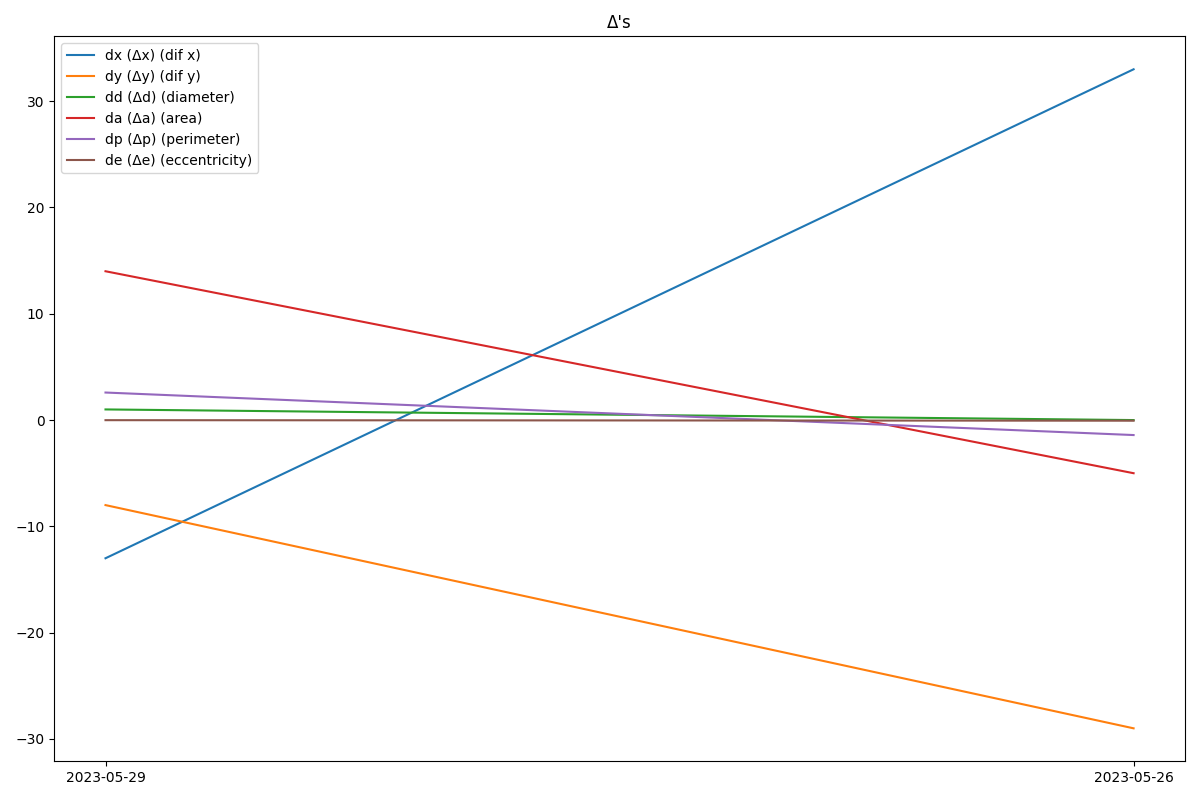 Δ's
dx (Δx) (dif x)
dy (Δy) (dif y)
dd (Δd) (diameter)
da (Δa) (area)
dp (Δp) (perimeter)
de (Δe) (eccentricity)
30
20
10
0
−10
−20
−30
2023-05-29 2023-05-26